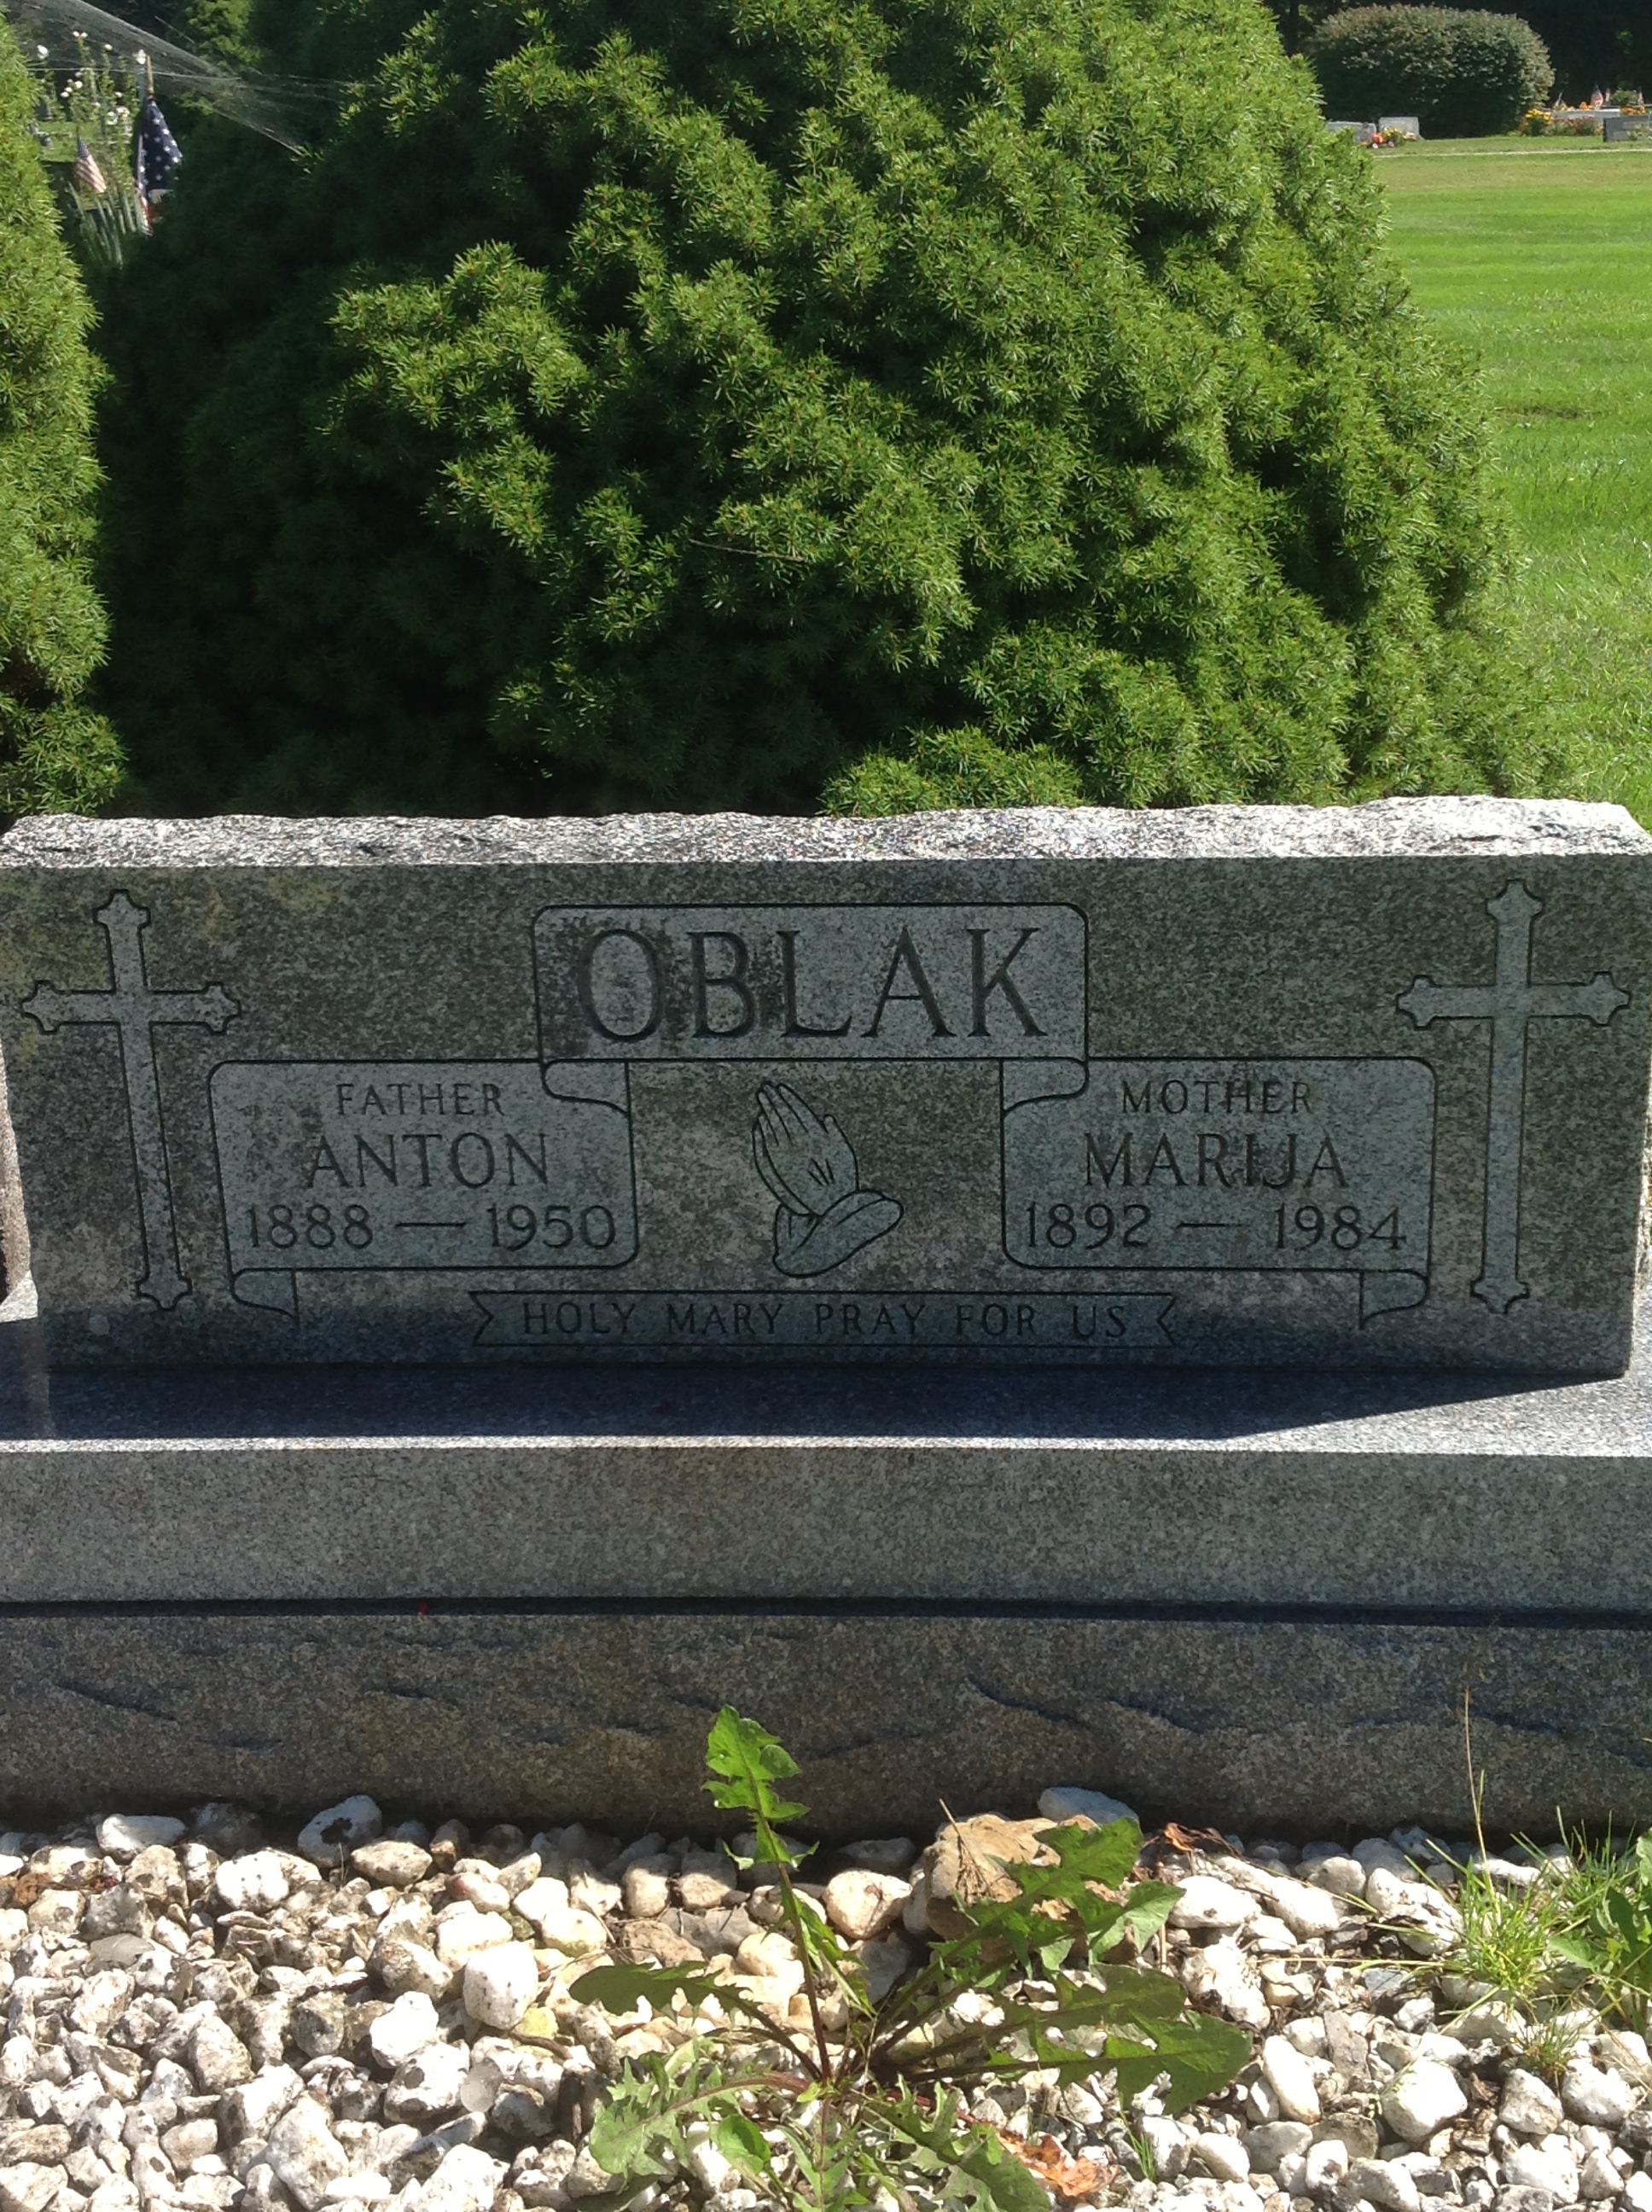 OBLAK
FATHER
ANTON
1888 — 1950
MOTHER
MARIJA
1892 — 1984
HOLY MARY PRAY FOR US